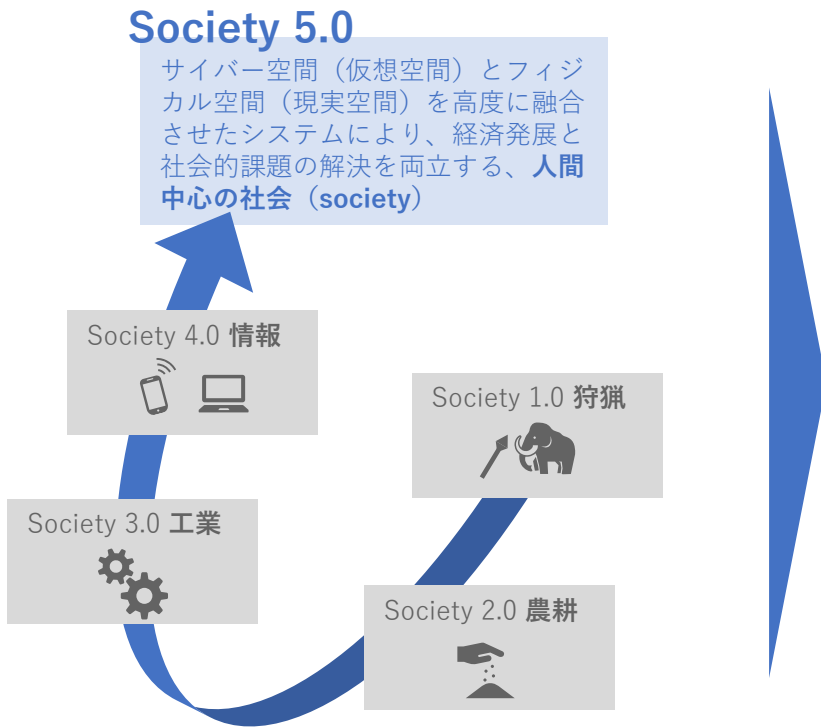 Society 5.0
サイバー空間（仮想空間）とフィジ
カル空間（現実空間）を高度に融合
させたシステムにより、経済発展と
社会的課題の解決を両立する、人間
中心の社会（society）
Society 4.0 情報
Society 1.0 狩猟
Society 3.0 工業
Society 2.0 農耕